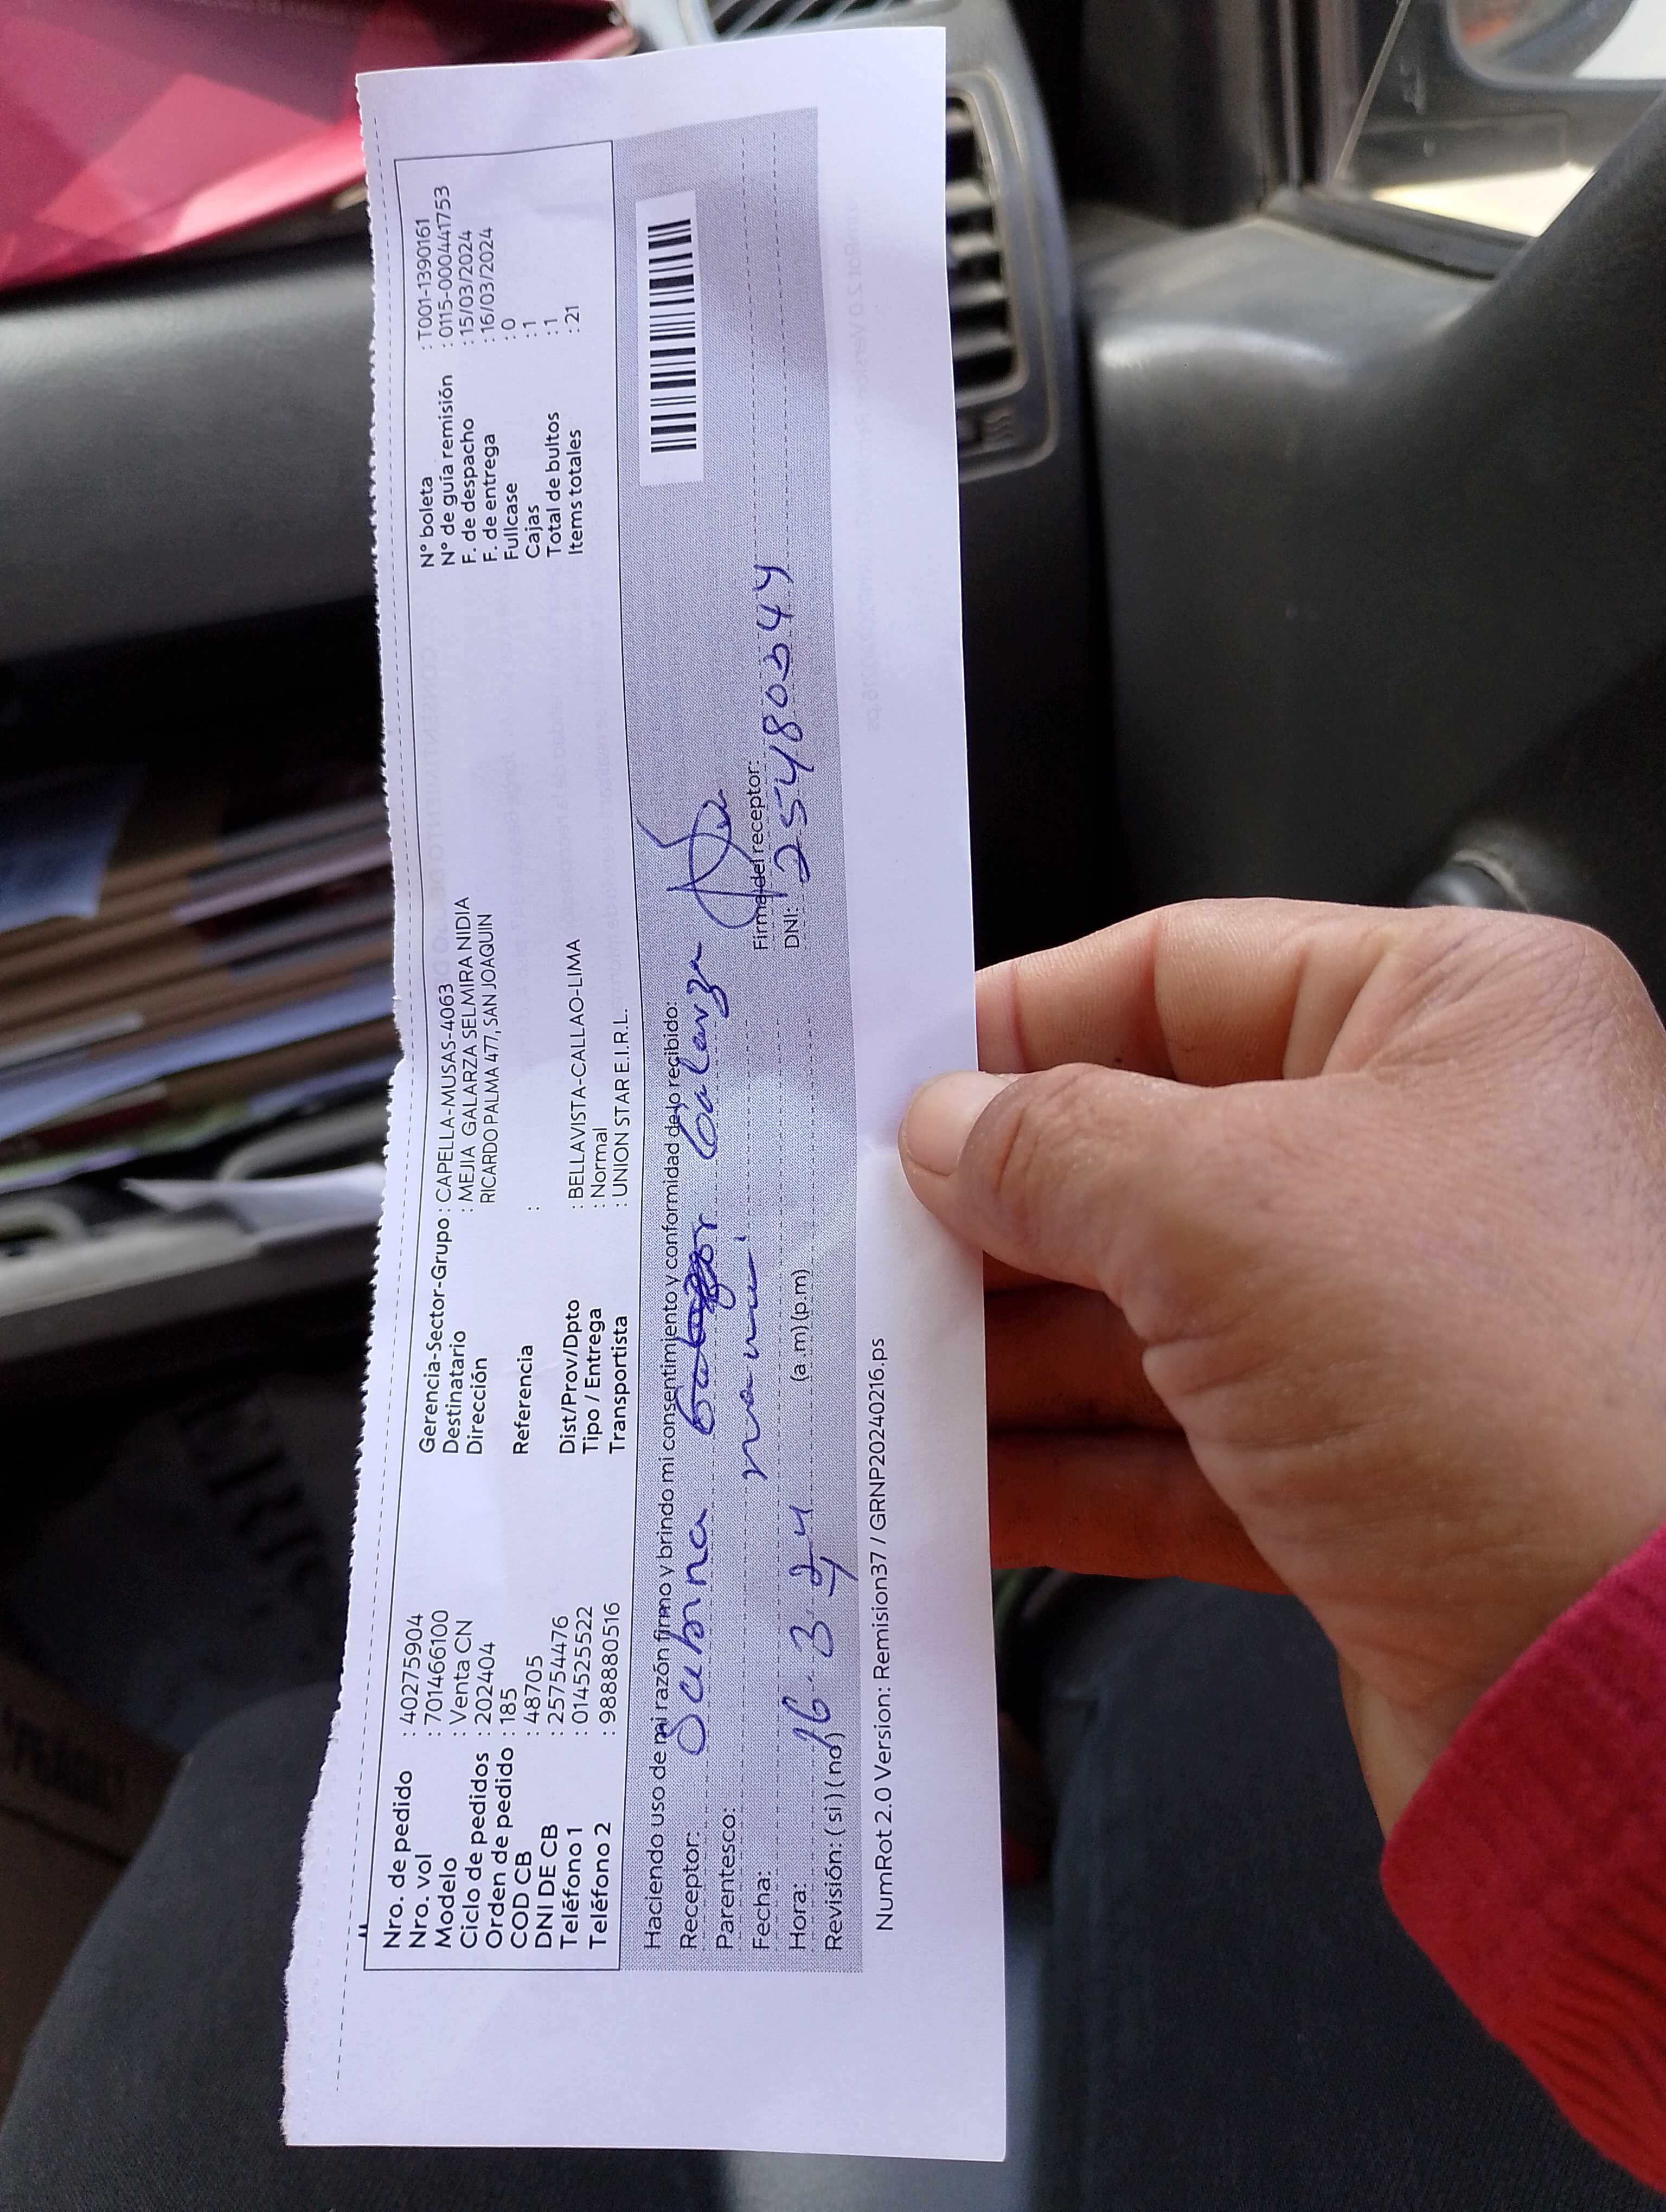 Nro. de pedido : 40275904
Nro. vol : 7014466100
Modelo : Venta CN
Ciclo de pedidos : 202404
Orden de pedido : 185
COD CB : 48705
DNI DE CB : 25754476
Teléfono 1 : 014525522
Teléfono 2 : 988880516
Gerencia-Sector-Grupo : CAPELLA-MUSAS-4063
Destinatario : MEJIA GALARZA SELMIRA NIDIA
Dirección RICARDO PALMA 477, SAN JOAQUIN
Referencia :
Dist/Prov/Dpto : BELLAVISTA-CALLAO-LIMA
Tipo / Entrega : Normal
Transportista : UNION STAR E.I.R.L.
N° boleta : T001-1390161
N° de guía remisión : 0115-000441753
F. de despacho : 15/03/2024
F. de entrega : 16/03/2024
Fullcase : 0
Cajas : 1
Total de bultos : 1
Items totales : 21
Haciendo uso de mi razón firmo y brindo mi consentimiento y conformidad de lo recibido:
Receptor: Sabina Galarza
Parentesco: mamá
Fecha: 16-3-24
Hora: (a.m) (p.m)
Revisión: ( si ) ( no )
Firma del receptor:
DNI: 25480344
NumRot 2.0 Version: Remision37 / GRNP20240216.ps